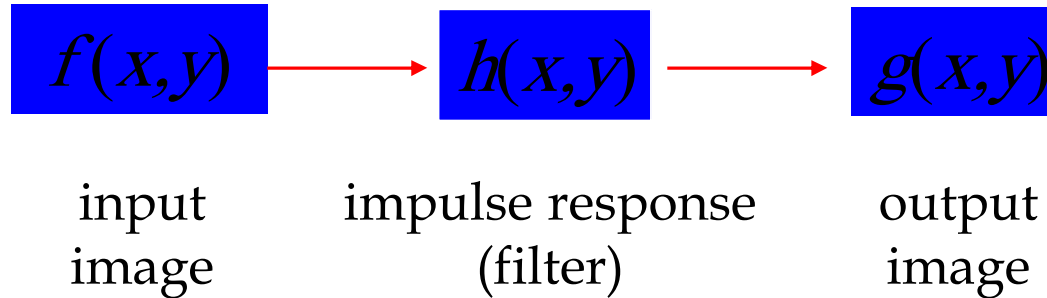 f(x,y) h(x,y) g(x,y)
input impulse response output
image (filter) image